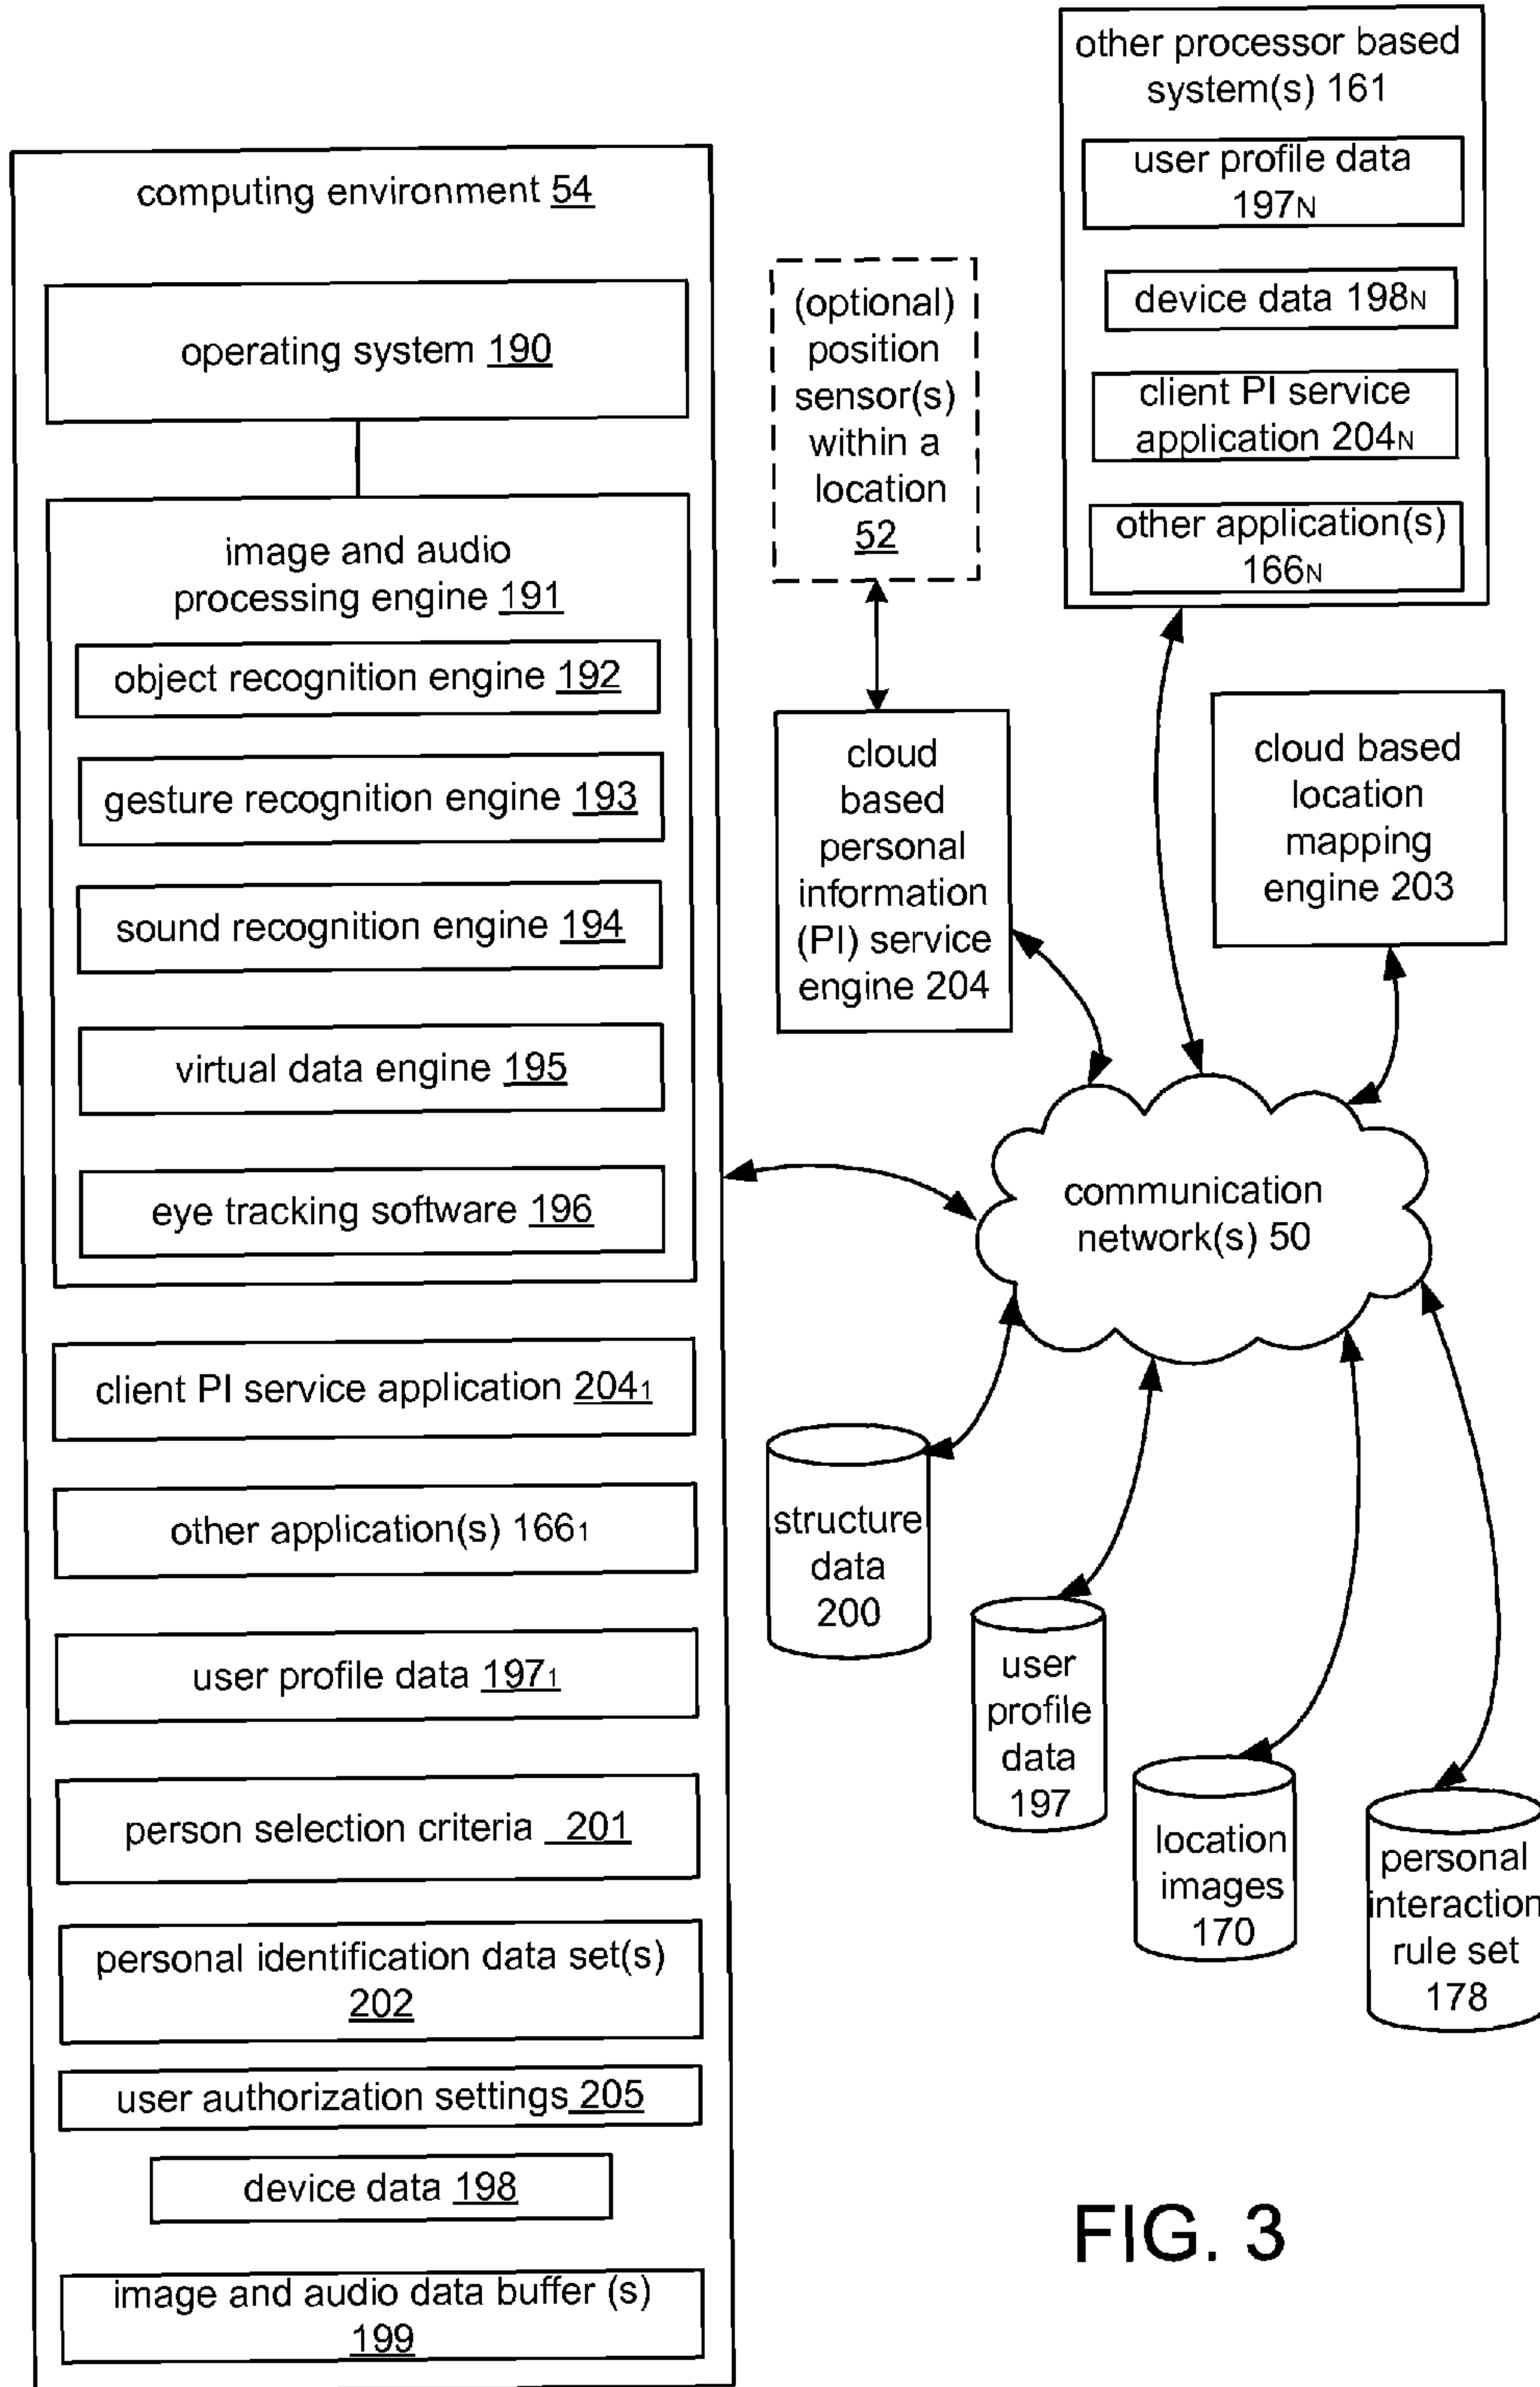 computing environment 54
operating system 190
image and audio
processing engine 191
object recognition engine 192
gesture recognition engine 193
sound recognition engine 194
virtual data engine 195
eye tracking software 196
client PI service application 204₁
other application(s) 166₁
user profile data 197₁
person selection criteria 201
personal identification data set(s)
202
user authorization settings 205
device data 198
image and audio data buffer (s)
199
(optional)
position
sensor(s)
within a
location
52
cloud
based
personal
information
(PI) service
engine 204
other processor based
system(s) 161
user profile data
197N
device data 198N
client PI service
application 204N
other application(s)
166N
cloud based
location
mapping
engine 203
communication
network(s) 50
structure
data
200
user
profile
data
197
location
images
170
personal
interaction
rule set
178
FIG. 3